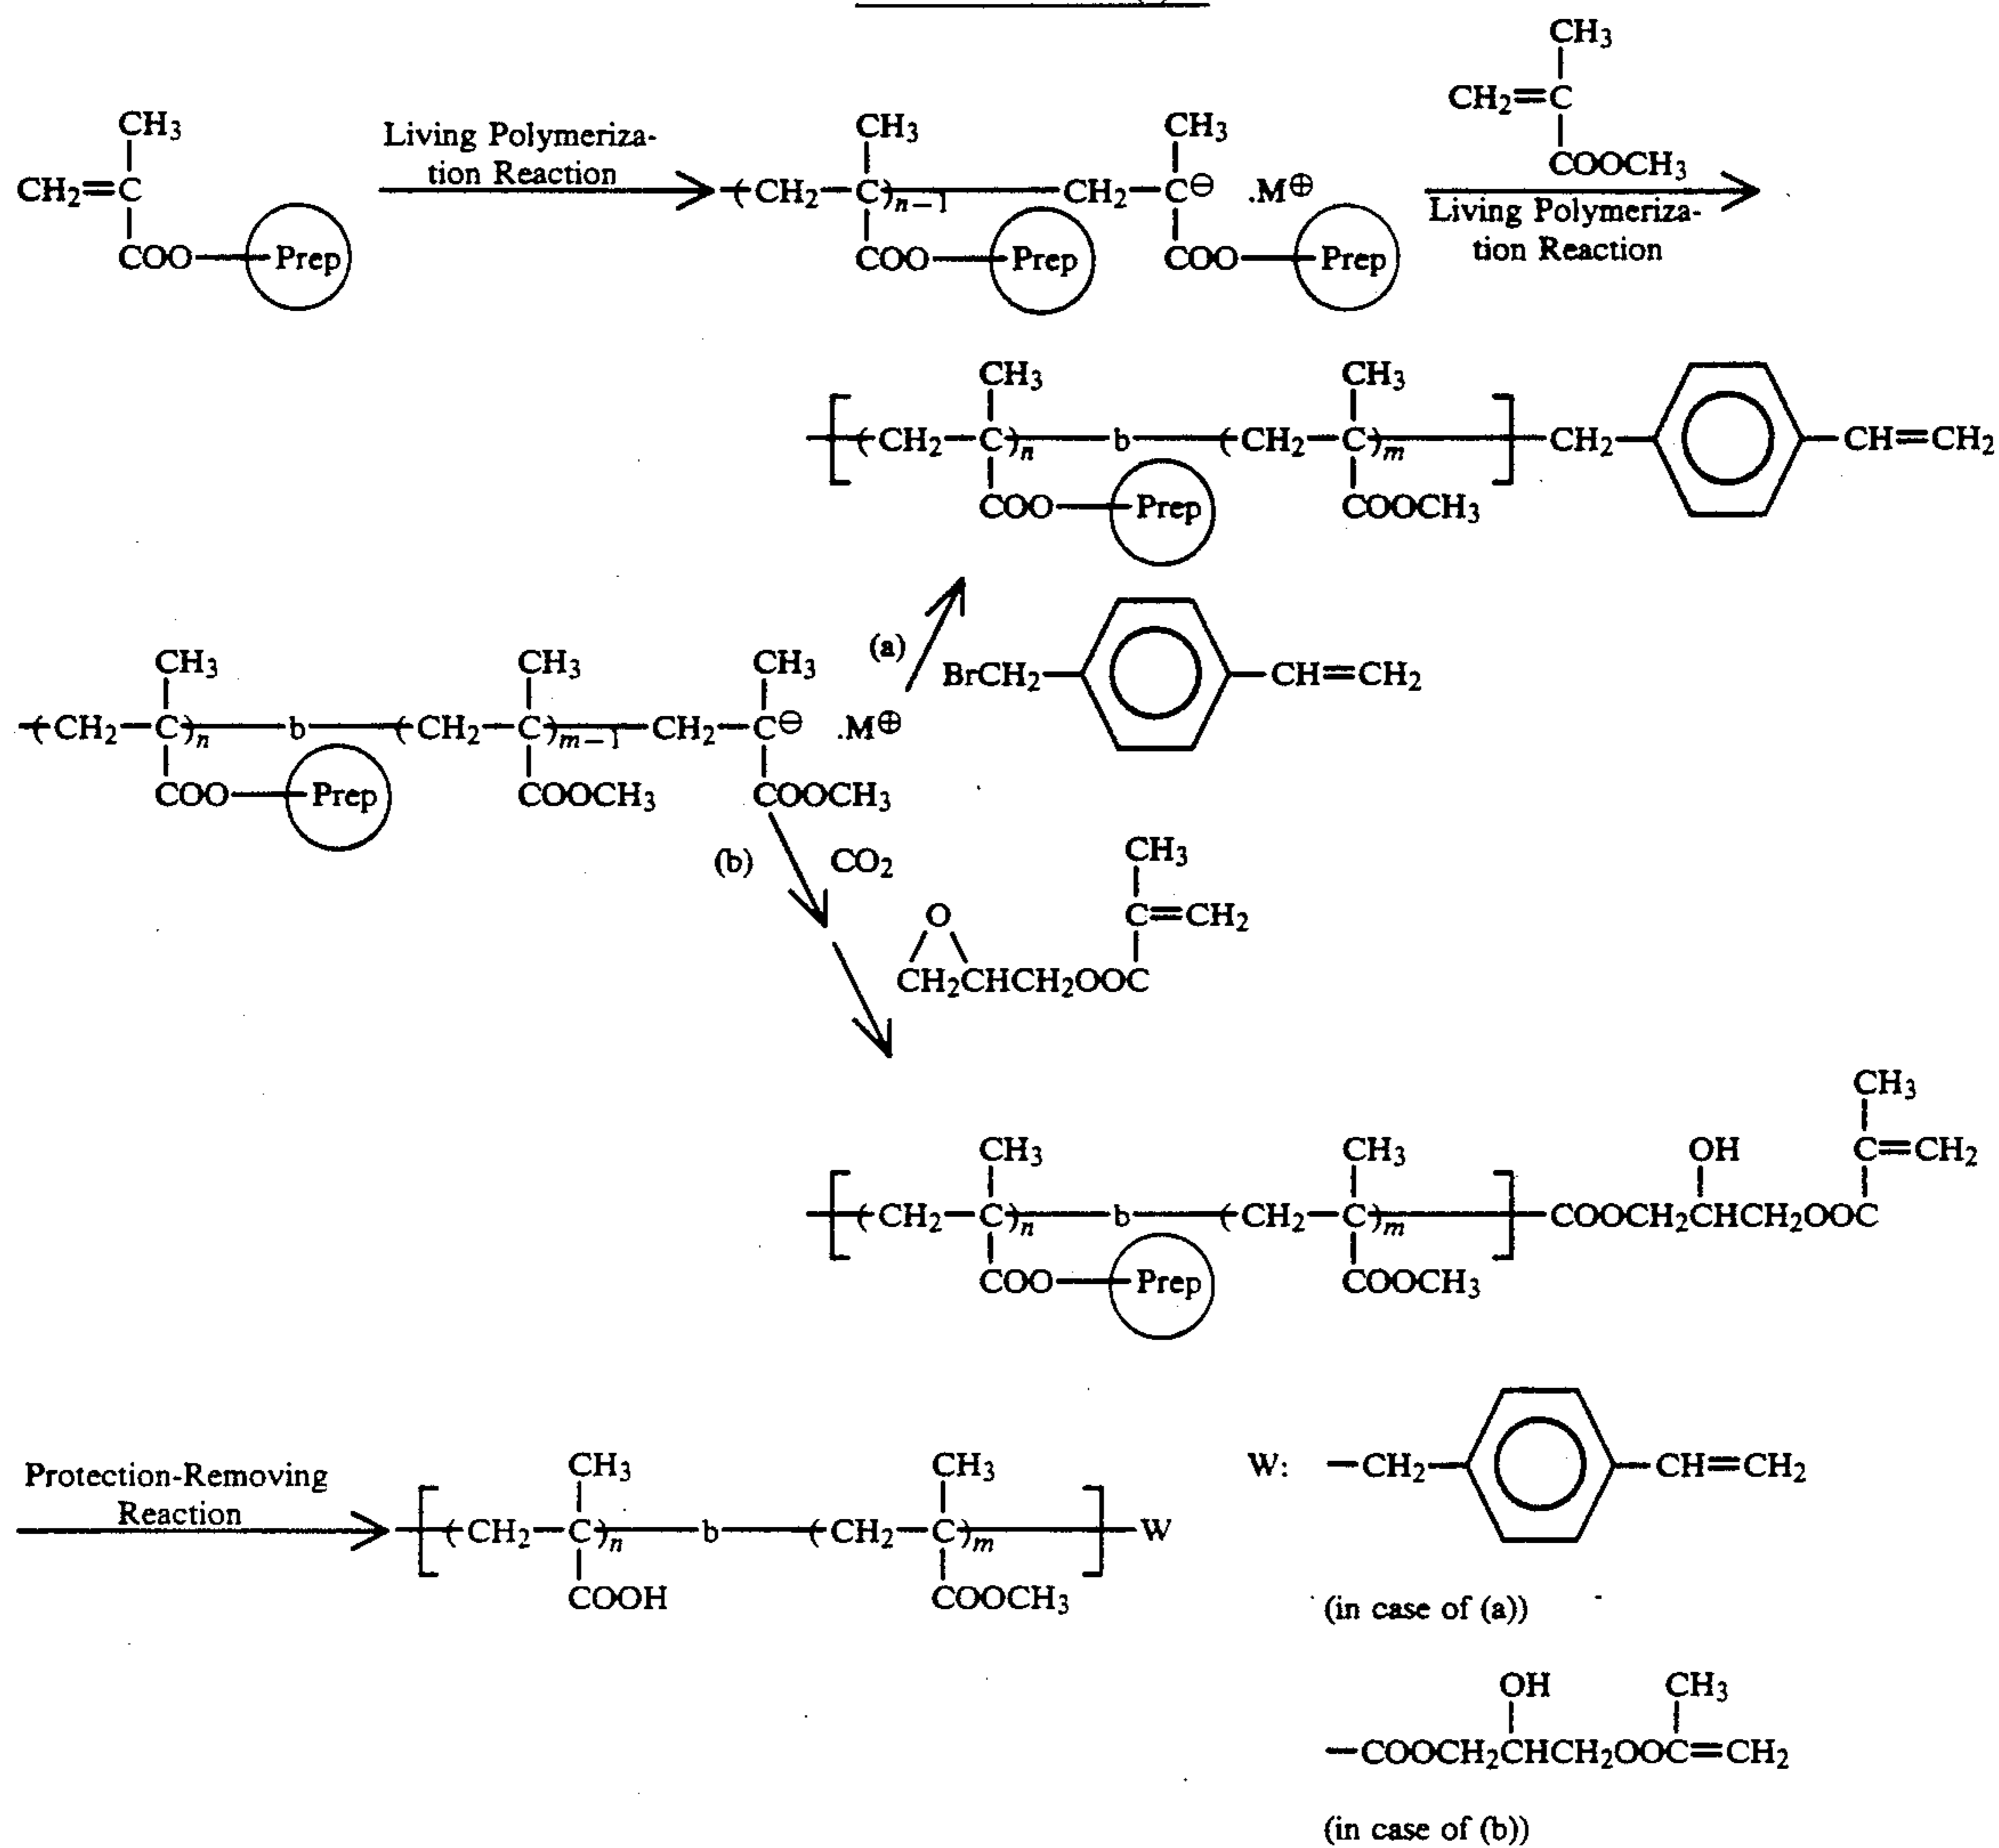 CH3
CH2=C
COO—Prep
Living Polymeriza-
tion Reaction
CH3 CH3
(CH2—C)n−1 CH2—C⊖ .M⊕
COO—Prep COO—Prep
CH3
CH2=C
COOCH3
Living Polymeriza-
tion Reaction
CH3 CH3
[(CH2—C)n b (CH2—C)m] CH2 CH=CH2
COO—Prep COOCH3
(a)
BrCH2 CH=CH2
CH3 CH3 CH3
(CH2—C)n b (CH2—C)m−1 CH2—C⊖ .M⊕
COO—Prep COOCH3 COOCH3
(b) CO2
CH3
O C=CH2
CH2CHCH2OOC
CH3
CH3 CH3 OH C=CH2
[(CH2—C)n b (CH2—C)m] COOCH2CHCH2OOC
COO—Prep COOCH3
Protection-Removing
Reaction
CH3 CH3
[(CH2—C)n b (CH2—C)m]—W
COOH COOCH3
W: —CH2 —CH=CH2
(in case of (a))
OH CH3
—COOCH2CHCH2OOC=CH2
(in case of (b))